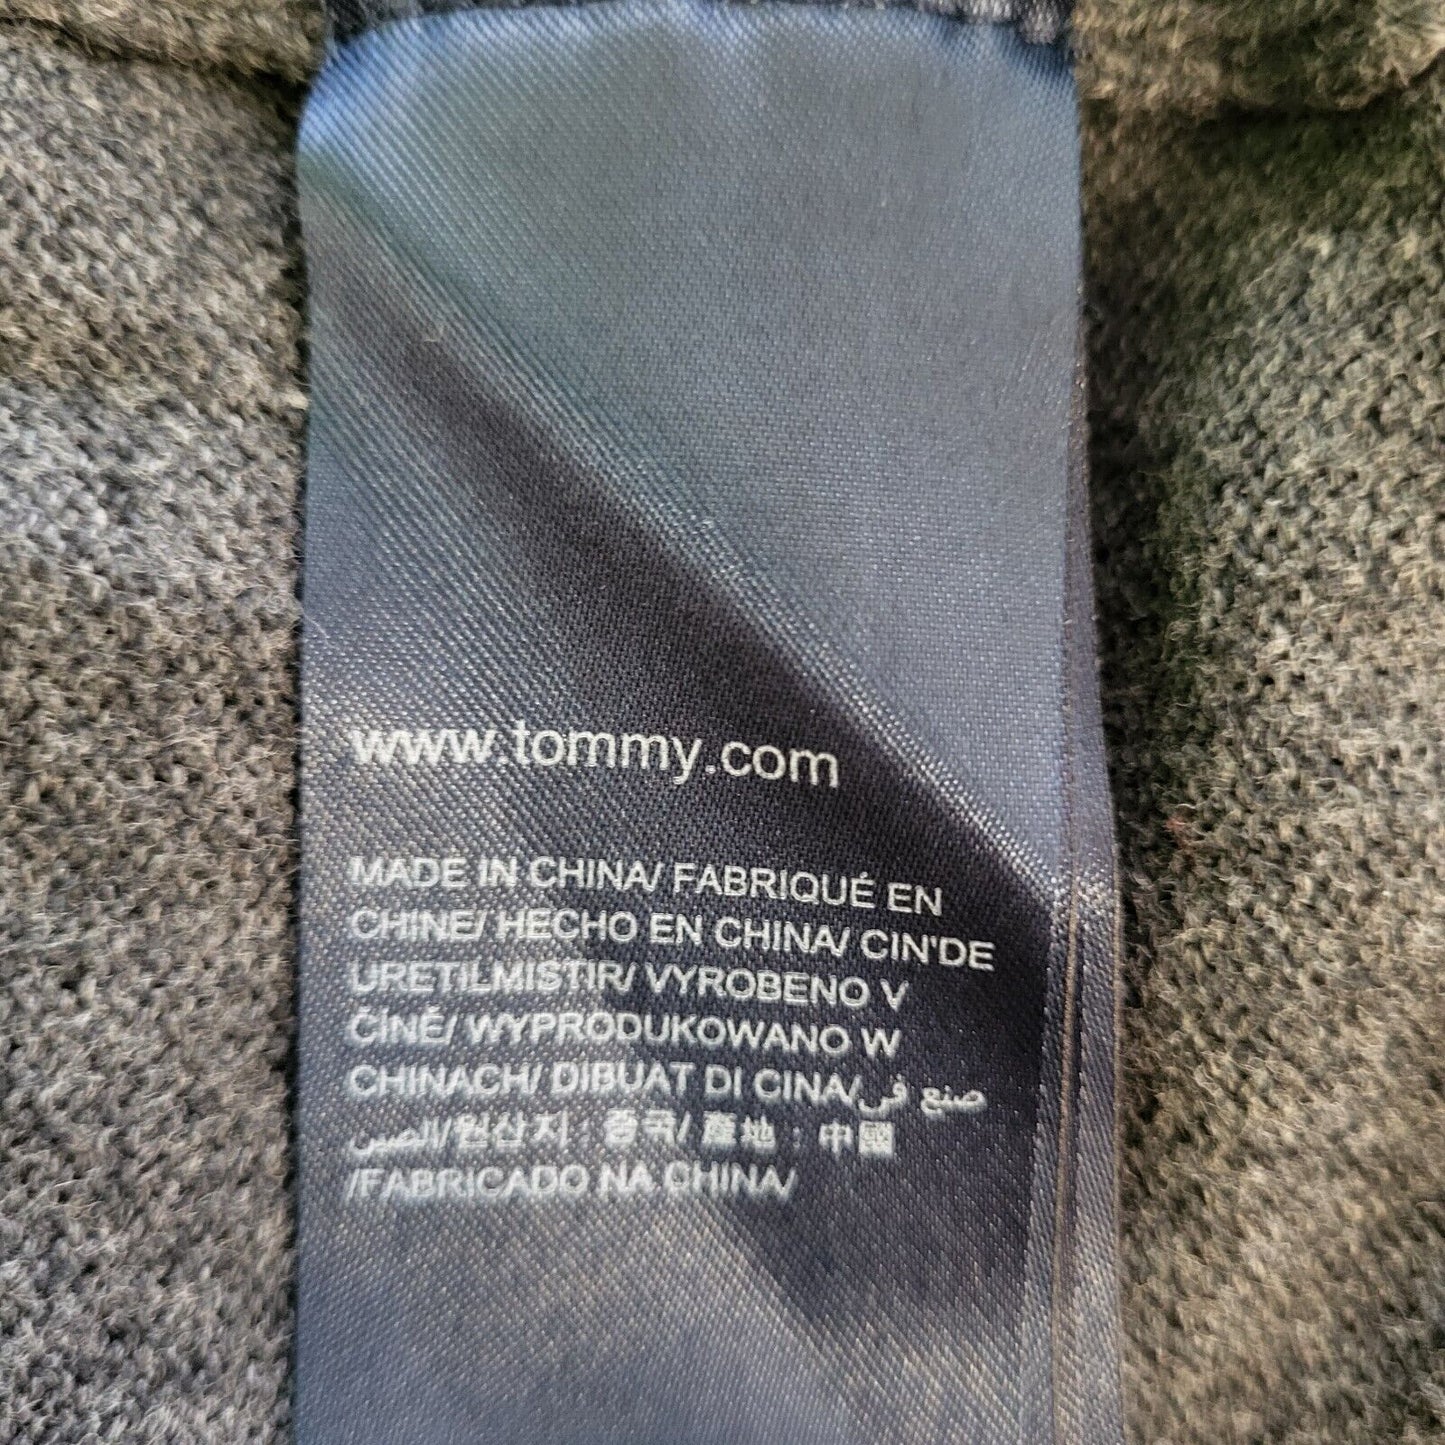 www.tommy.com
MADE IN CHINA/ FABRIQUÉ EN
CHINE/ HECHO EN CHINA/ CIN'DE
URETILMISTIR/ VYROBENO V
ČINĚ/ WYPRODUKOWANO W
CHINACH/ DIBUAT DI CINA/صنع في
الصين/원산지 : 중국/ 產地 : 中國
/FABRICADO NA CHINA/